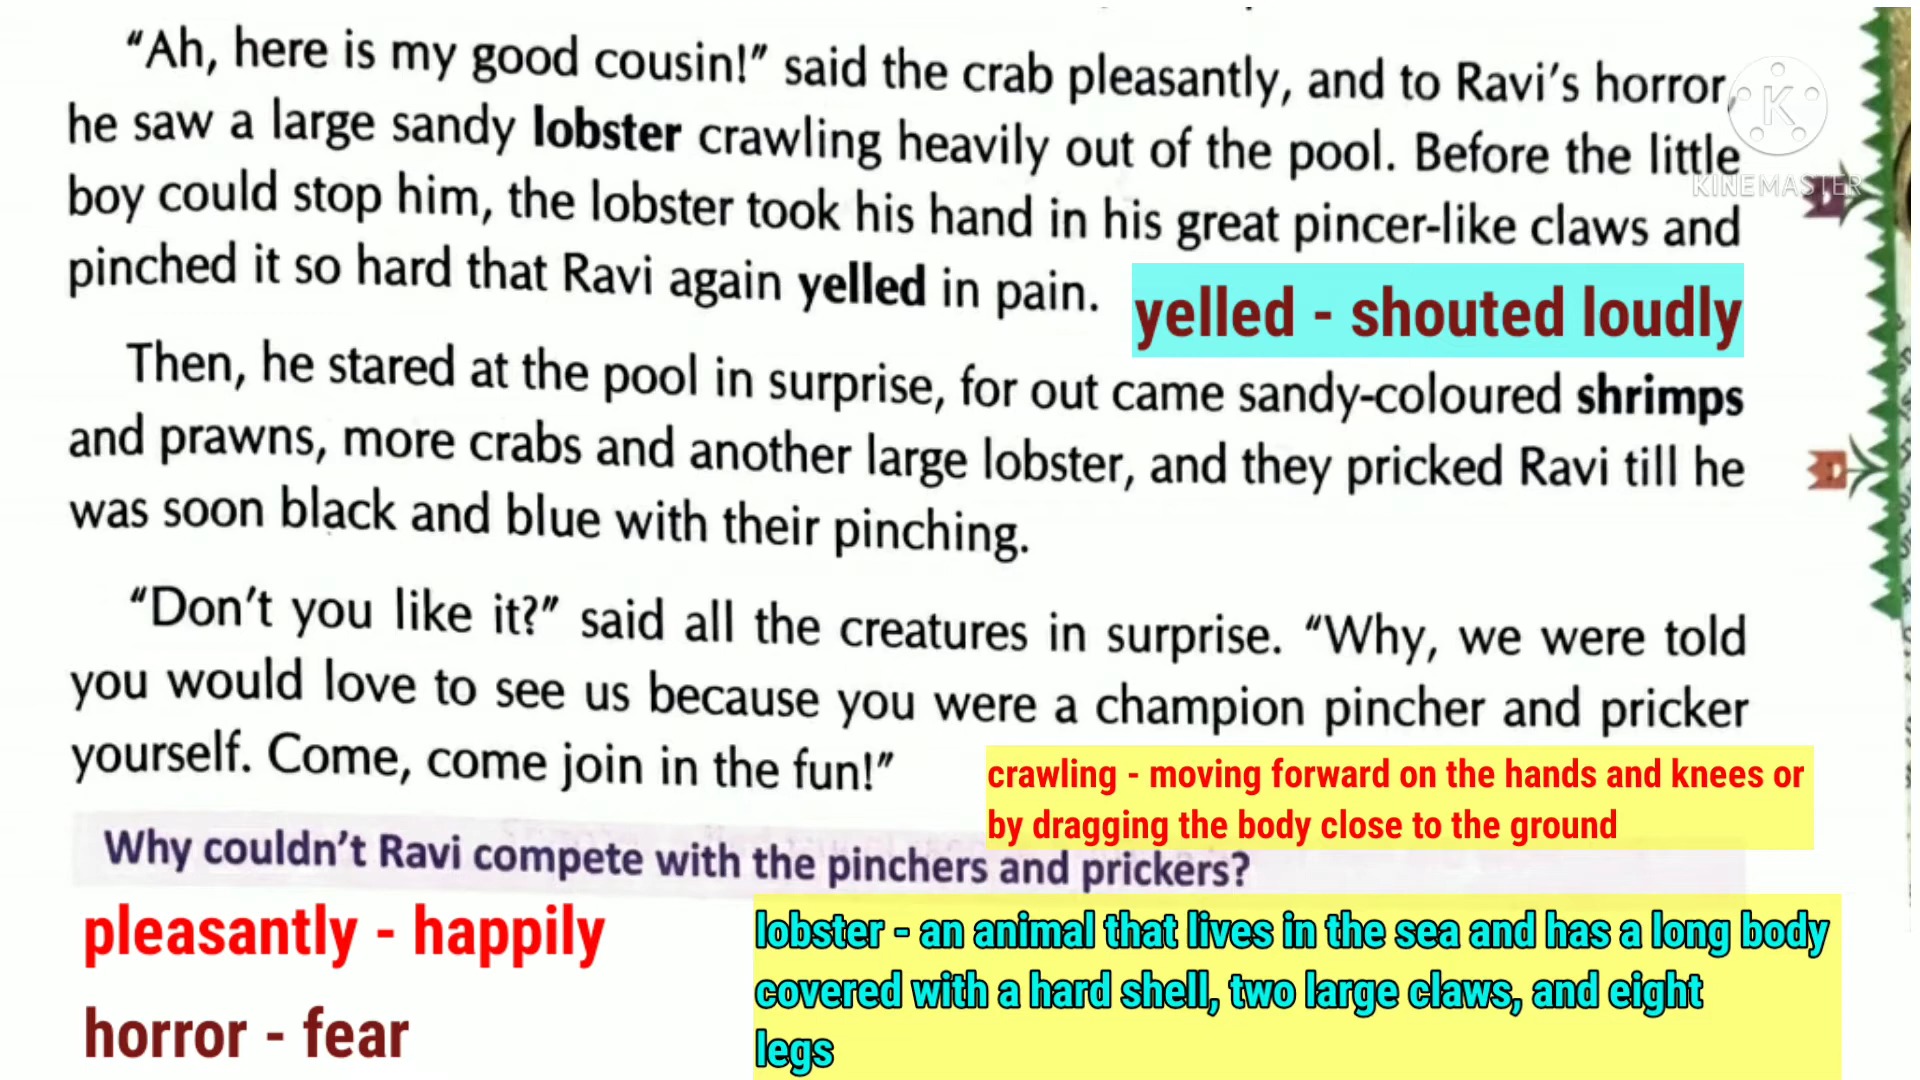 “Ah, here is my good cousin!” said the crab pleasantly, and to Ravi’s horror,
he saw a large sandy lobster crawling heavily out of the pool. Before the little
boy could stop him, the lobster took his hand in his great pincer-like claws and
pinched it so hard that Ravi again yelled in pain.
yelled - shouted loudly
Then, he stared at the pool in surprise, for out came sandy-coloured shrimps
and prawns, more crabs and another large lobster, and they pricked Ravi till he
was soon black and blue with their pinching.
“Don’t you like it?” said all the creatures in surprise. “Why, we were told
you would love to see us because you were a champion pincher and pricker
yourself. Come, come join in the fun!”
crawling - moving forward on the hands and knees or
by dragging the body close to the ground
Why couldn’t Ravi compete with the pinchers and prickers?
pleasantly - happily
horror - fear
lobster - an animal that lives in the sea and has a long body
covered with a hard shell, two large claws, and eight
legs
K
KINEMASTER